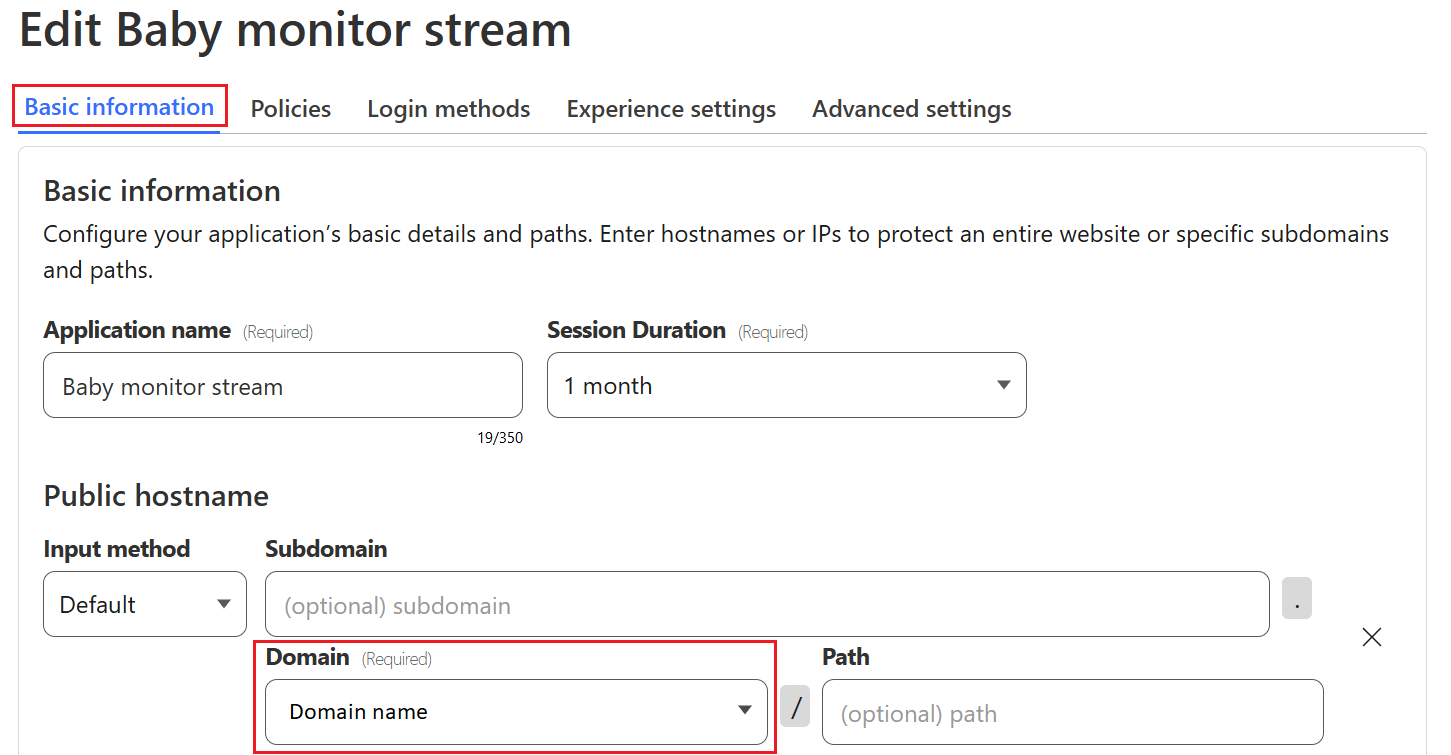 Edit Baby monitor stream
Basic information Policies Login methods Experience settings Advanced settings
Basic information
Configure your application’s basic details and paths. Enter hostnames or IPs to protect an entire website or specific subdomains
and paths.
Application name (Required) Session Duration (Required)
Baby monitor stream 1 month
19/350
Public hostname
Input method Subdomain
Default (optional) subdomain .
Domain (Required) Path
Domain name / (optional) path